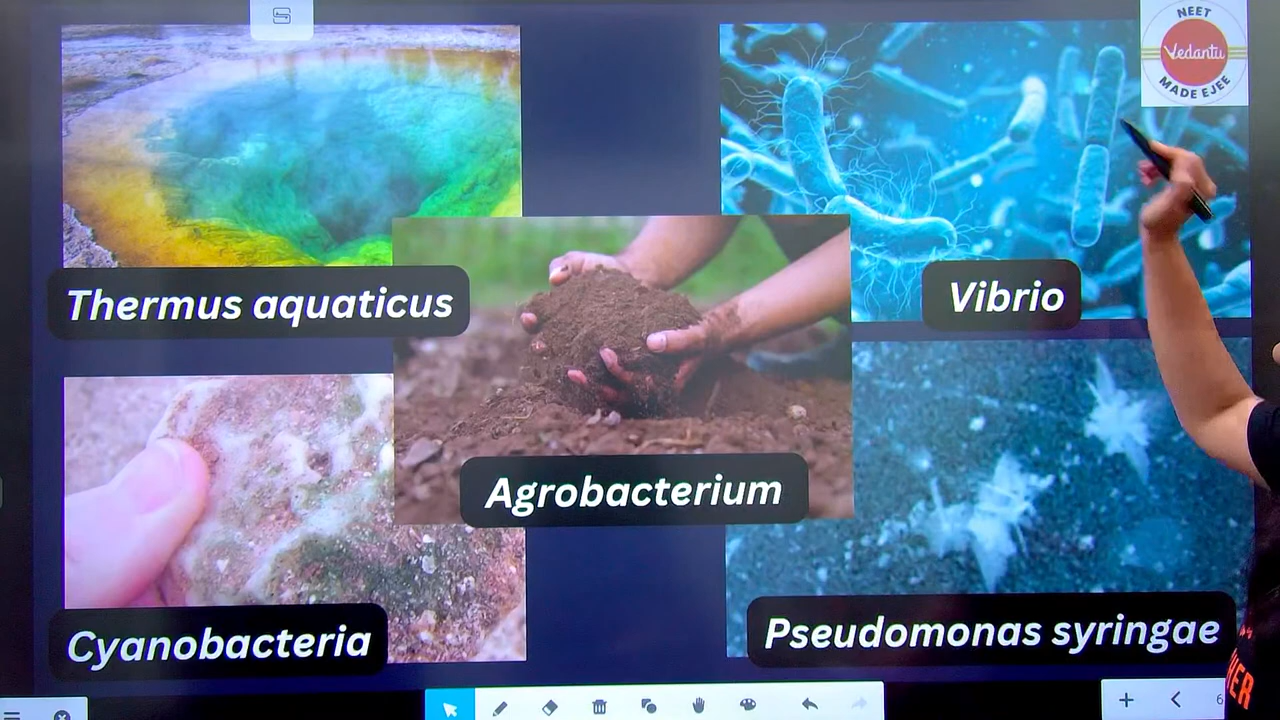 NEET
Vedantu
MADE EJEE
Thermus aquaticus
Vibrio
Agrobacterium
Cyanobacteria
Pseudomonas syringae